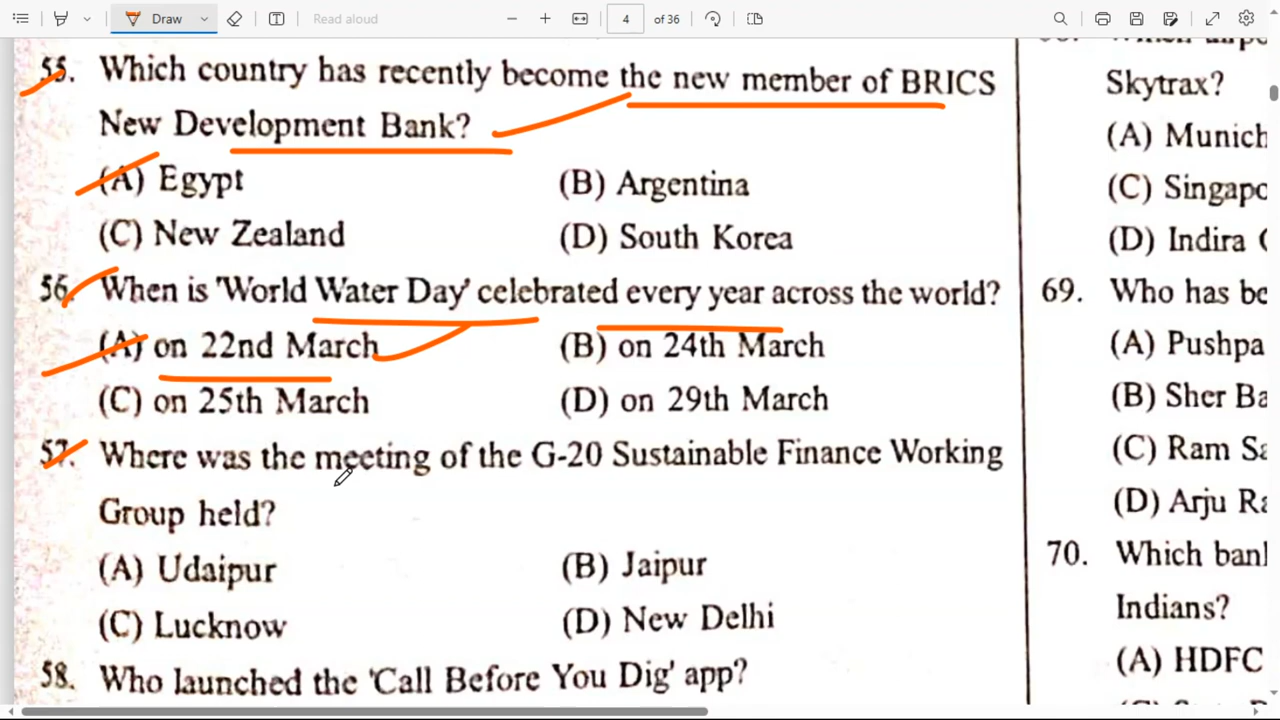 Draw
Read aloud
4
of 36
55. Which country has recently become the new member of BRICS
New Development Bank?
(A) Egypt (B) Argentina
(C) New Zealand (D) South Korea
56. When is 'World Water Day' celebrated every year across the world?
(A) on 22nd March (B) on 24th March
(C) on 25th March (D) on 29th March
57. Where was the meeting of the G-20 Sustainable Finance Working
Group held?
(A) Udaipur (B) Jaipur
(C) Lucknow (D) New Delhi
58. Who launched the 'Call Before You Dig' app?
Skytrax?
(A) Munich
(C) Singapo
(D) Indira
69. Who has be
(A) Pushpa
(B) Sher Ba
(C) Ram Sa
(D) Arju Ra
70. Which ban
Indians?
(A) HDFC